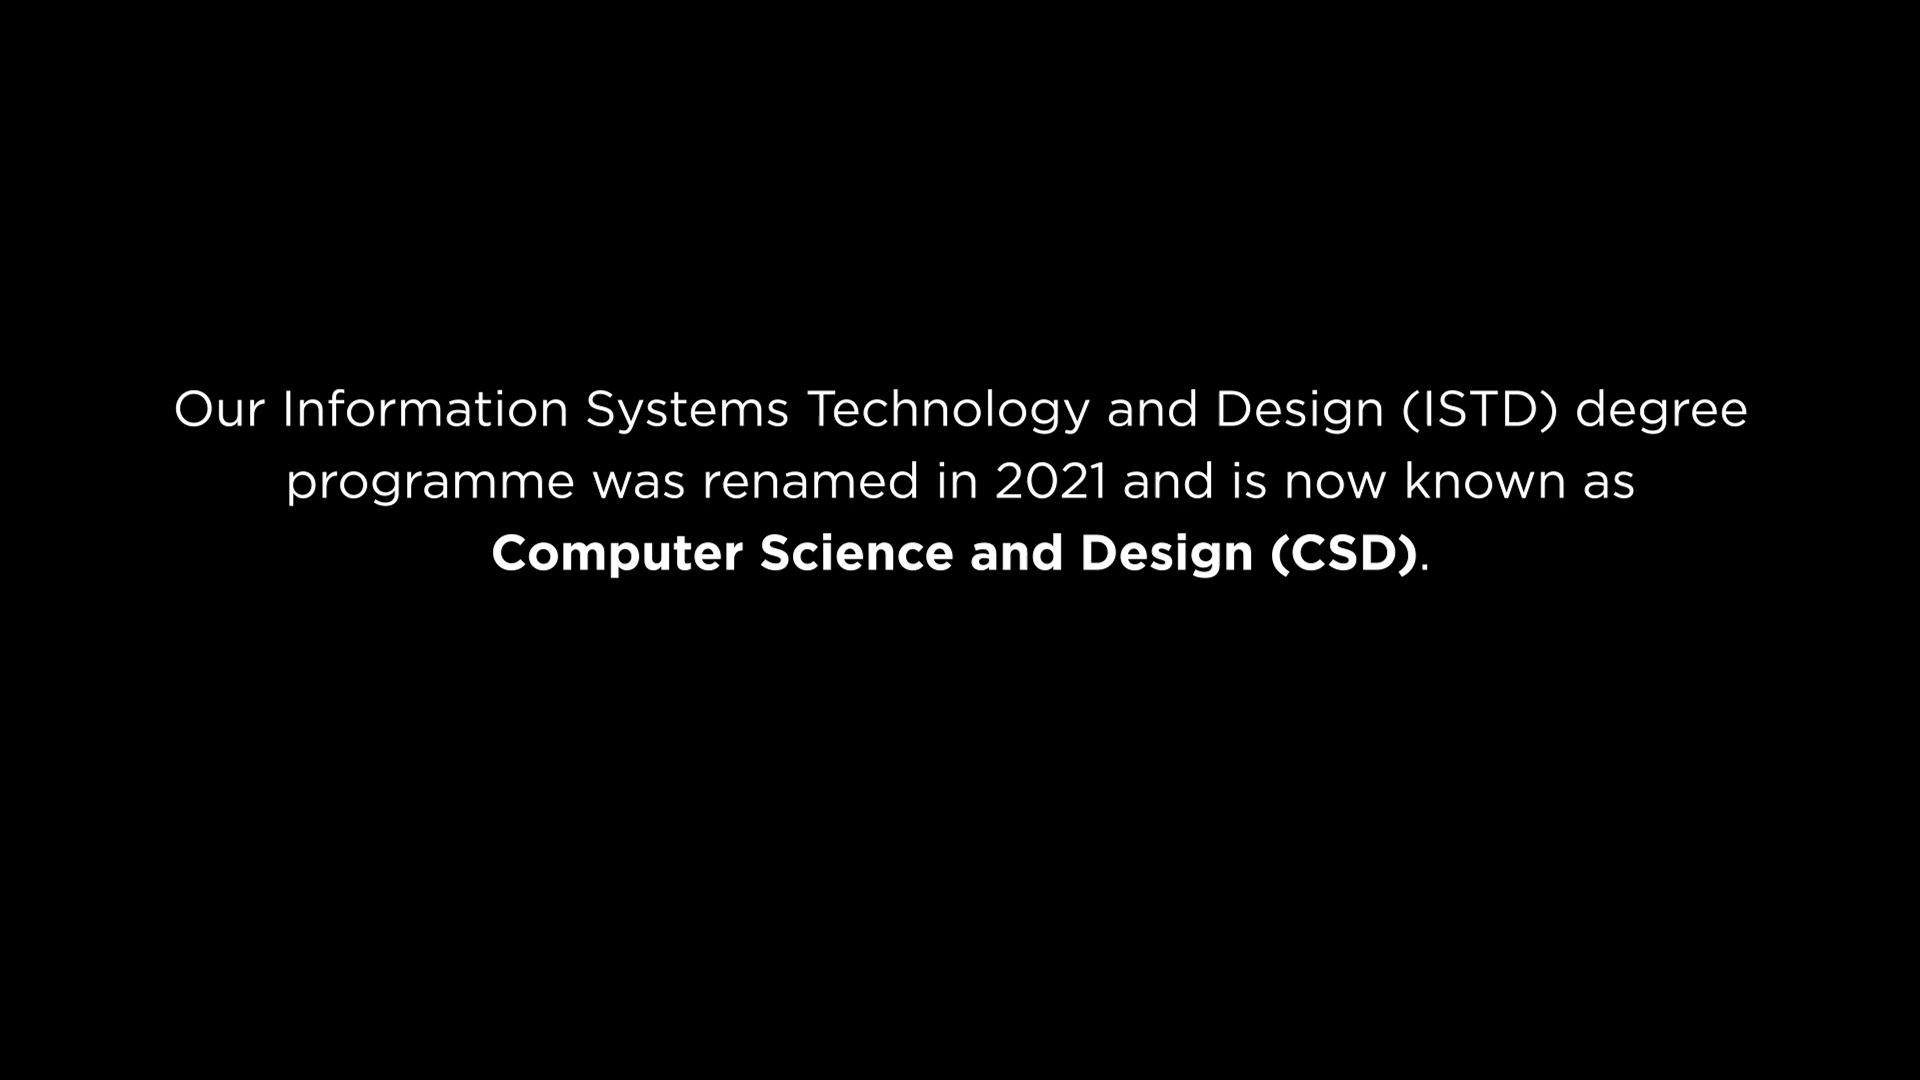 Our Information Systems Technology and Design (ISTD) degree
programme was renamed in 2021 and is now known as
Computer Science and Design (CSD).